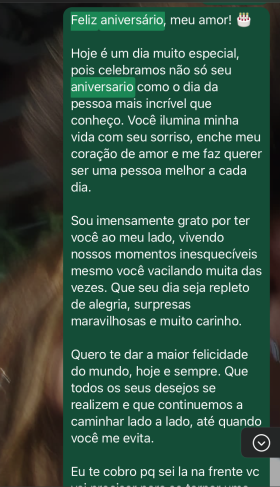 Feliz aniversário, meu amor! 🎂
Hoje é um dia muito especial,
pois celebramos não só seu
aniversario como o dia da
pessoa mais incrível que
conheço. Você ilumina minha
vida com seu sorriso, enche meu
coração de amor e me faz querer
ser uma pessoa melhor a cada
dia.
Sou imensamente grato por ter
você ao meu lado, vivendo
nossos momentos inesquecíveis
mesmo você vacilando muita das
vezes. Que seu dia seja repleto
de alegria, surpresas
maravilhosas e muito carinho.
Quero te dar a maior felicidade
do mundo, hoje e sempre. Que
todos os seus desejos se
realizem e que continuemos a
caminhar lado a lado, até quando
você me evita.
Eu te cobro pq sei la na frente vc